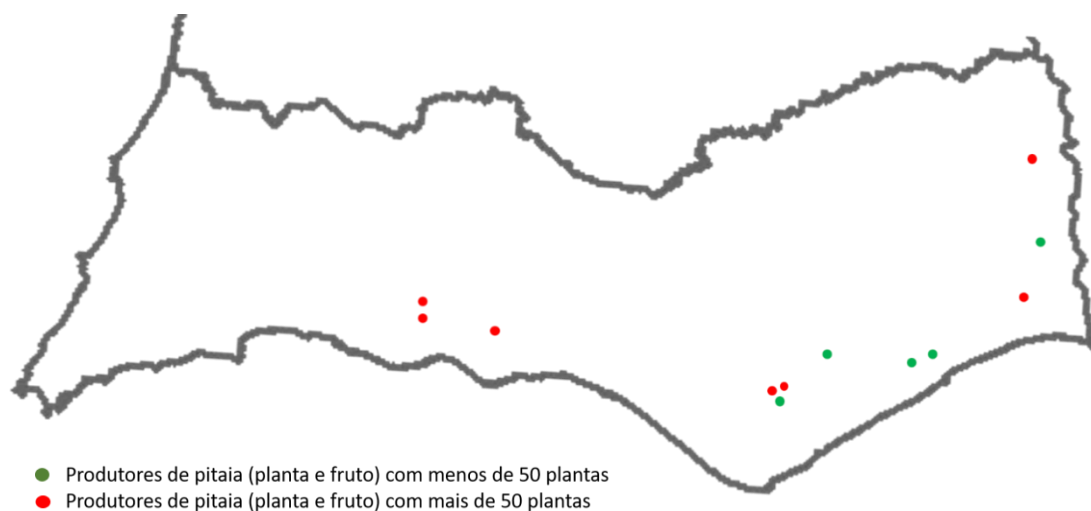 Produtores de pitaia (planta e fruto) com menos de 50 plantas
Produtores de pitaia (planta e fruto) com mais de 50 plantas